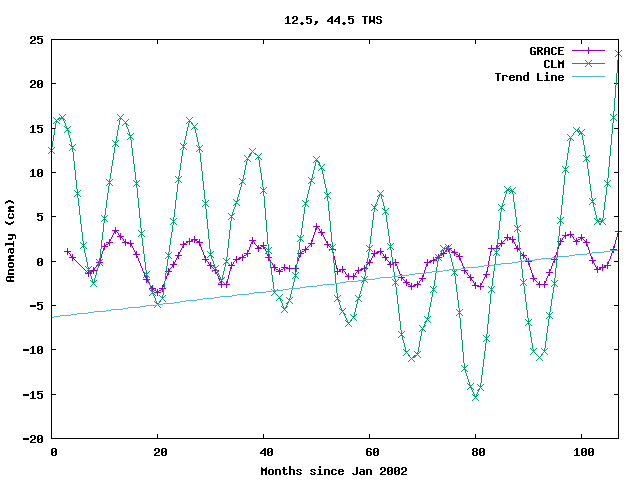 12.5, 44.5 TWS
GRACE
CLM
Trend Line
Anomaly (cm)
25
20
15
10
5
0
-5
-10
-15
-20
0 20 40 60 80 100
Months since Jan 2002